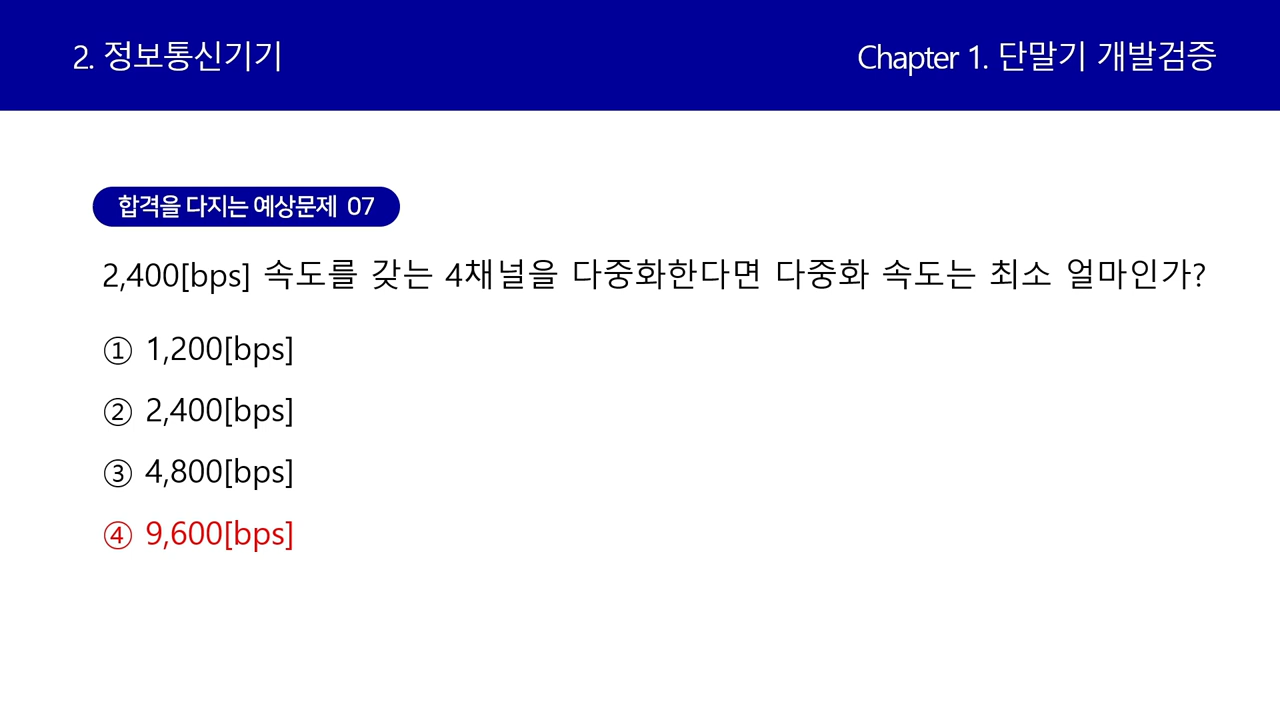 2. 정보통신기기
Chapter 1. 단말기 개발검증
합격을 다지는 예상문제 07
2,400[bps] 속도를 갖는 4채널을 다중화한다면 다중화 속도는 최소 얼마인가?
① 1,200[bps]
② 2,400[bps]
③ 4,800[bps]
④ 9,600[bps]